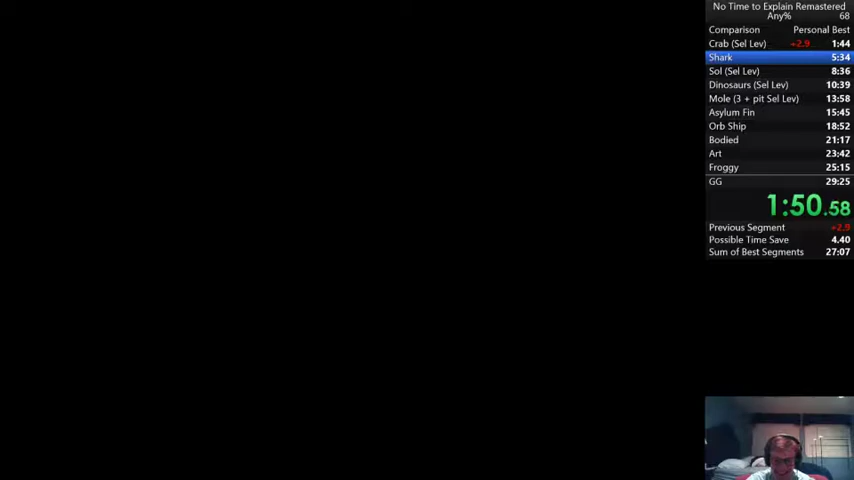 No Time to Explain Remastered
Any% 68
Comparison Personal Best
Crab (Sel Lev) +2.9 1:44
Shark 5:34
Sol (Sel Lev) 8:36
Dinosaurs (Sel Lev) 10:39
Mole (3 + pit Sel Lev) 13:58
Asylum Fin 15:45
Orb Ship 18:52
Bodied 21:17
Art 23:42
Froggy 25:15
GG 29:25
1:50.58
Previous Segment +2.9
Possible Time Save 4.40
Sum of Best Segments 27:07